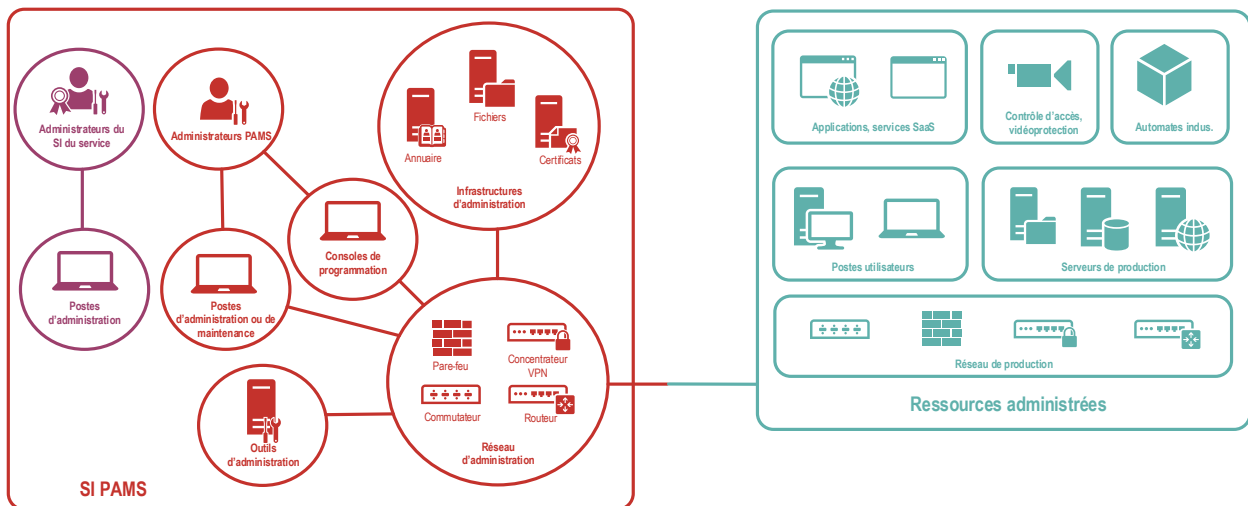 Administrateurs du
SI du service
Administrateurs PAMS
Fichiers
Annuaire
Certificats
Infrastructures
d'administration
Consoles de
programmation
Postes
d'administration
Postes
d'administration ou de
maintenance
Pare-feu
Concentrateur
VPN
Commutateur
Routeur
Réseau
d'administration
Outils
d'administration
SI PAMS
Applications, services SaaS
Contrôle d'accès,
vidéoprotection
Automates indus.
Postes utilisateurs
Serveurs de production
Réseau de production
Ressources administrées